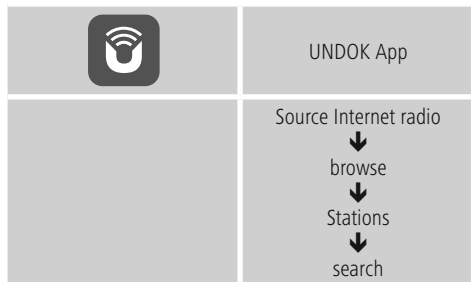 UNDOK App
Source Internet radio
browse
Stations
search